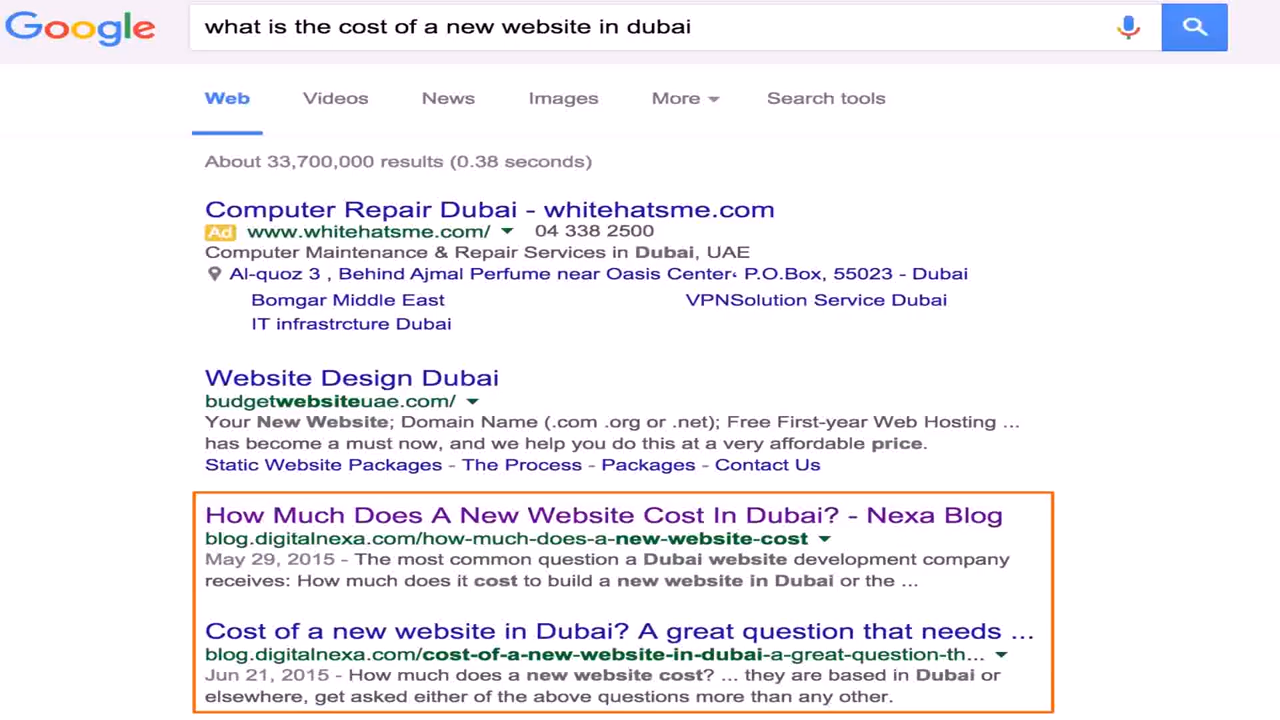 Google
what is the cost of a new website in dubai
Web Videos News Images More Search tools
About 33,700,000 results (0.38 seconds)
Computer Repair Dubai - whitehatsme.com
Ad www.whitehatsme.com/ 04 338 2500
Computer Maintenance & Repair Services in Dubai, UAE
Al-quoz 3 , Behind Ajmal Perfume near Oasis Center، P.O.Box, 55023 - Dubai
Bomgar Middle East VPNSolution Service Dubai
IT infrastrcture Dubai
Website Design Dubai
budgetwebsiteuae.com/
Your New Website; Domain Name (.com .org or .net); Free First-year Web Hosting ...
has become a must now, and we help you do this at a very affordable price.
Static Website Packages - The Process - Packages - Contact Us
How Much Does A New Website Cost In Dubai? - Nexa Blog
blog.digitalnexa.com/how-much-does-a-new-website-cost
May 29, 2015 - The most common question a Dubai website development company
receives: How much does it cost to build a new website in Dubai or the ...
Cost of a new website in Dubai? A great question that needs ...
blog.digitalnexa.com/cost-of-a-new-website-in-dubai-a-great-question-th...
Jun 21, 2015 - How much does a new website cost? ... they are based in Dubai or
elsewhere, get asked either of the above questions more than any other.